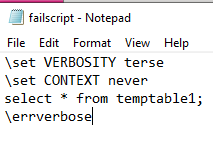 failscript - Notepad
File Edit Format View Help
\set VERBOSITY terse
\set CONTEXT never
select * from temptable1;
\errverbose